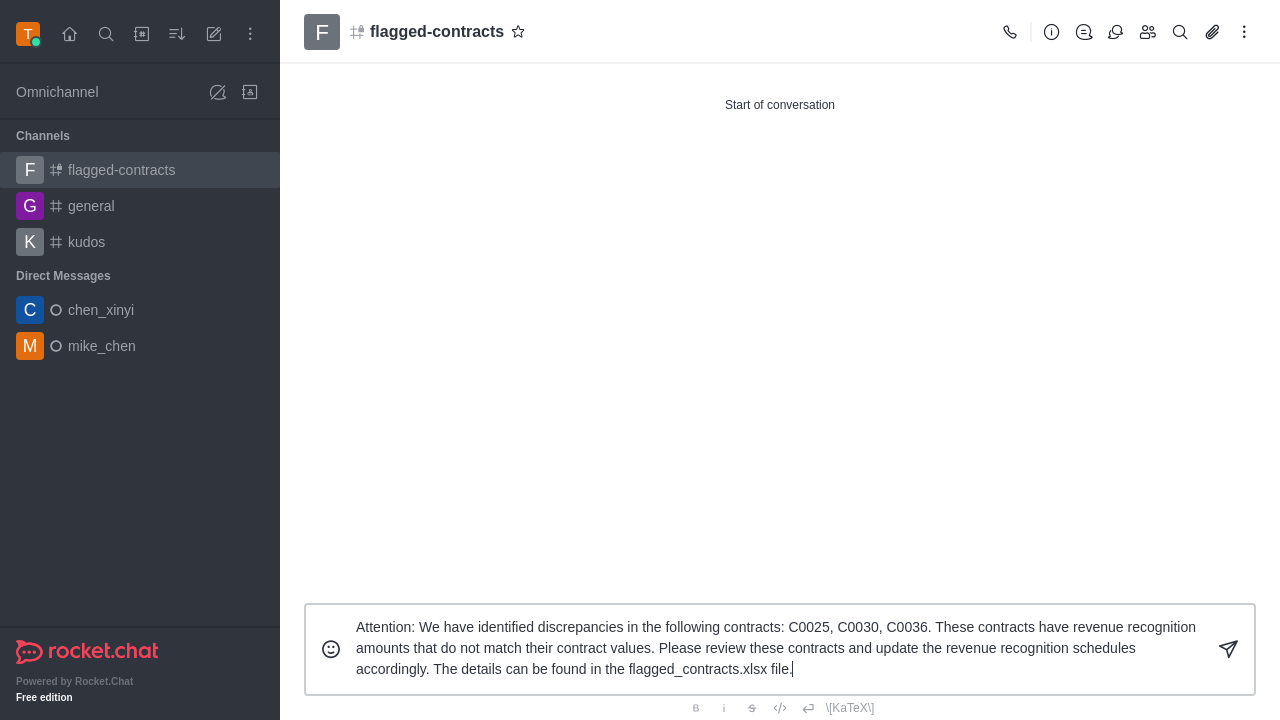 T
F
flagged-contracts
Omnichannel
Start of conversation
Channels
F flagged-contracts
G general
K kudos
Direct Messages
C chen_xinyi
M mike_chen
Attention: We have identified discrepancies in the following contracts: C0025, C0030, C0036. These contracts have revenue recognition
amounts that do not match their contract values. Please review these contracts and update the revenue recognition schedules
accordingly. The details can be found in the flagged_contracts.xlsx file.
rocket.chat
Powered by Rocket.Chat
Free edition
B i S \[KaTeX\]